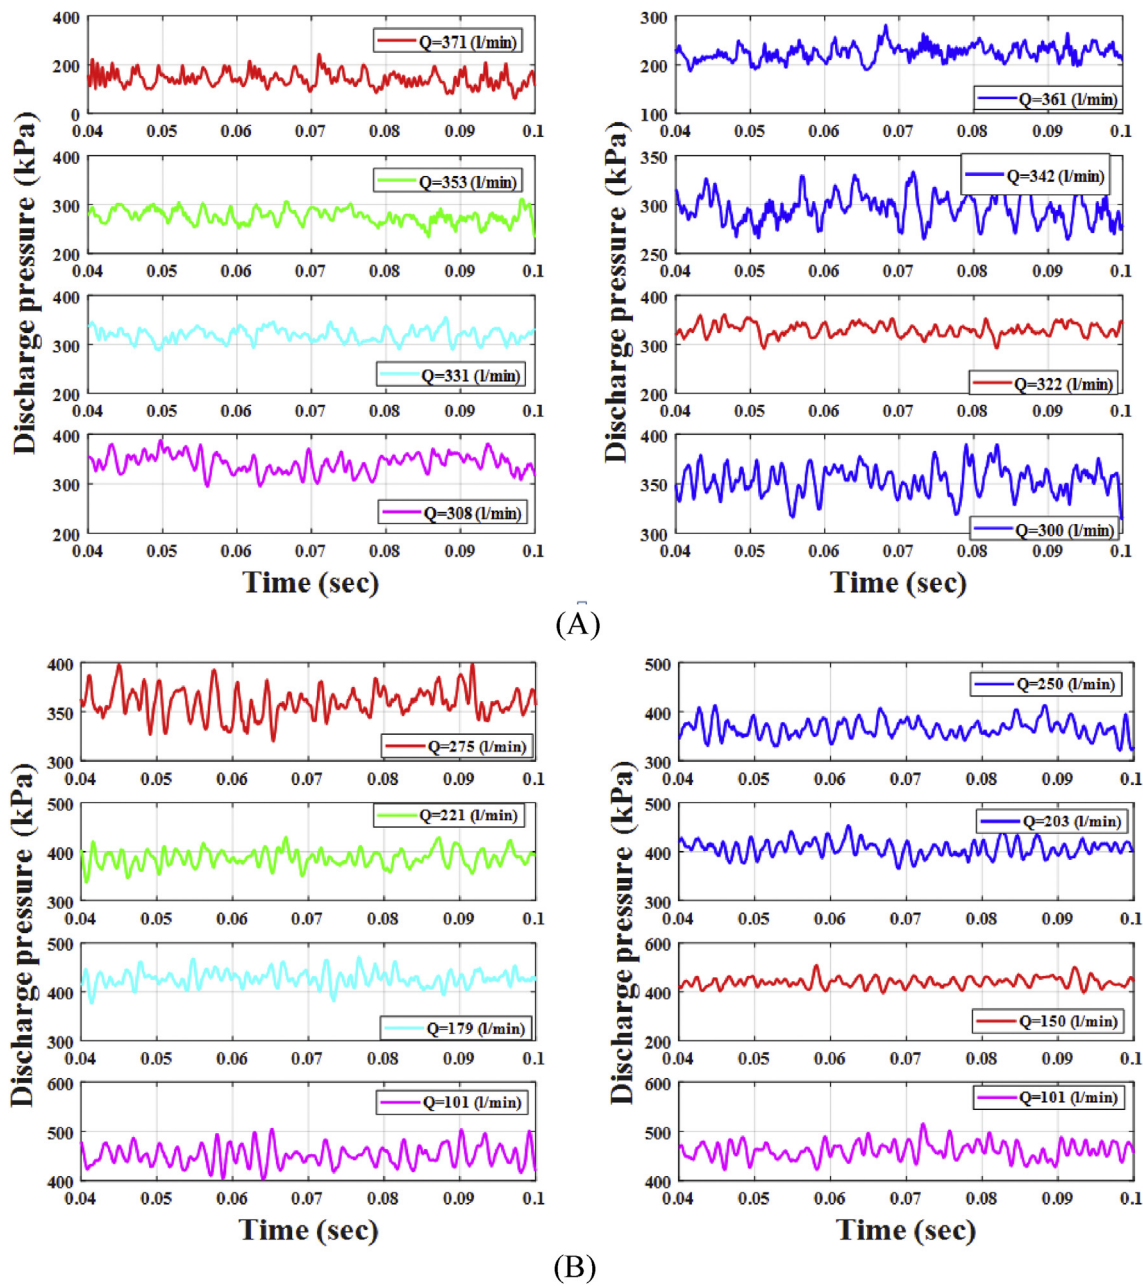 Discharge pressure (kPa)
400
200
0
Q=371 (l/min)
0.04 0.05 0.06 0.07 0.08 0.09 0.1
400
300
200
Q=353 (l/min)
0.04 0.05 0.06 0.07 0.08 0.09 0.1
400
300
200
Q=331 (l/min)
0.04 0.05 0.06 0.07 0.08 0.09 0.1
400
300
200
Q=308 (l/min)
0.04 0.05 0.06 0.07 0.08 0.09 0.1
Time (sec)
Discharge pressure (kPa)
300
200
100
Q=361 (l/min)
0.04 0.05 0.06 0.07 0.08 0.09 0.1
350
300
250
Q=342 (l/min)
0.04 0.05 0.06 0.07 0.08 0.09 0.1
400
300
200
Q=322 (l/min)
0.04 0.05 0.06 0.07 0.08 0.09 0.1
400
350
300
Q=300 (l/min)
0.04 0.05 0.06 0.07 0.08 0.09 0.1
Time (sec)
(A)
Discharge pressure (kPa)
400
350
300
Q=275 (l/min)
0.04 0.05 0.06 0.07 0.08 0.09 0.1
500
400
300
Q=221 (l/min)
0.04 0.05 0.06 0.07 0.08 0.09 0.1
500
400
300
Q=179 (l/min)
0.04 0.05 0.06 0.07 0.08 0.09 0.1
600
500
400
Q=101 (l/min)
0.04 0.05 0.06 0.07 0.08 0.09 0.1
Time (sec)
Discharge pressure (kPa)
500
400
300
Q=250 (l/min)
0.04 0.05 0.06 0.07 0.08 0.09 0.1
500
400
300
Q=203 (l/min)
0.04 0.05 0.06 0.07 0.08 0.09 0.1
600
400
200
Q=150 (l/min)
0.04 0.05 0.06 0.07 0.08 0.09 0.1
600
500
400
Q=101 (l/min)
0.04 0.05 0.06 0.07 0.08 0.09 0.1
Time (sec)
(B)